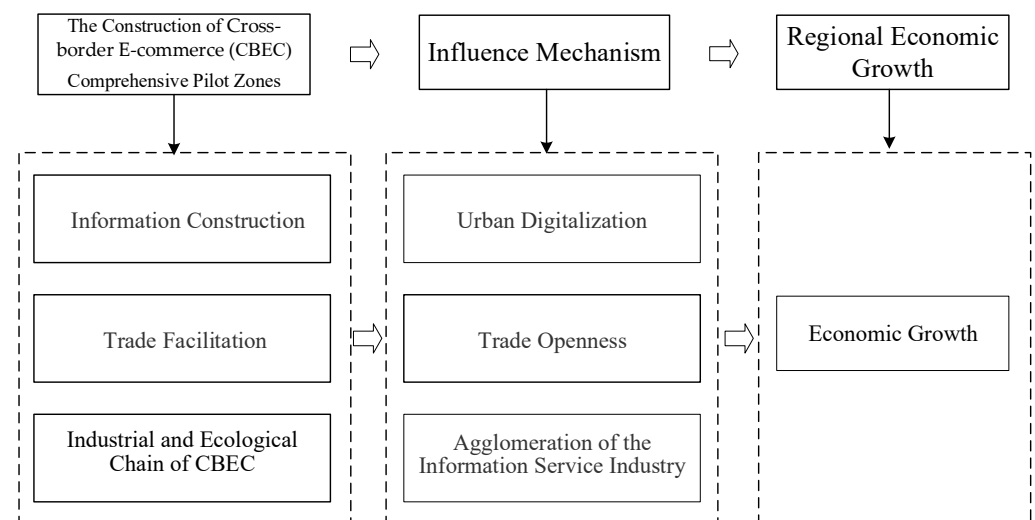 The Construction of Cross-
border E-commerce (CBEC)
Comprehensive Pilot Zones
Influence Mechanism
Regional Economic
Growth
Information Construction
Urban Digitalization
Trade Facilitation
Trade Openness
Economic Growth
Industrial and Ecological
Chain of CBEC
Agglomeration of the
Information Service Industry